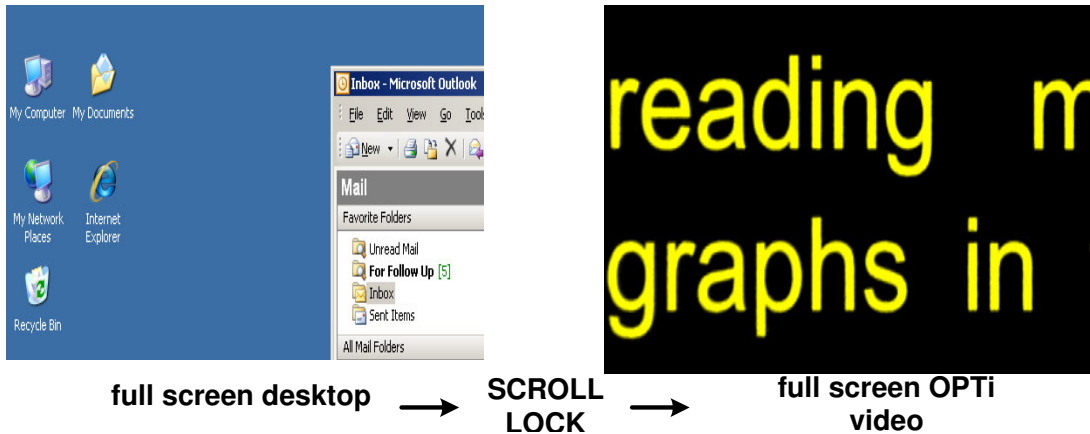 My Computer
My Documents
My Network Places
Internet Explorer
Recycle Bin
Inbox - Microsoft Outlook
File Edit View Go Tools
New
Mail
Favorite Folders
Unread Mail
For Follow Up [5]
Inbox
Sent Items
All Mail Folders
reading m
graphs in
full screen desktop
SCROLL
LOCK
full screen OPTi
video